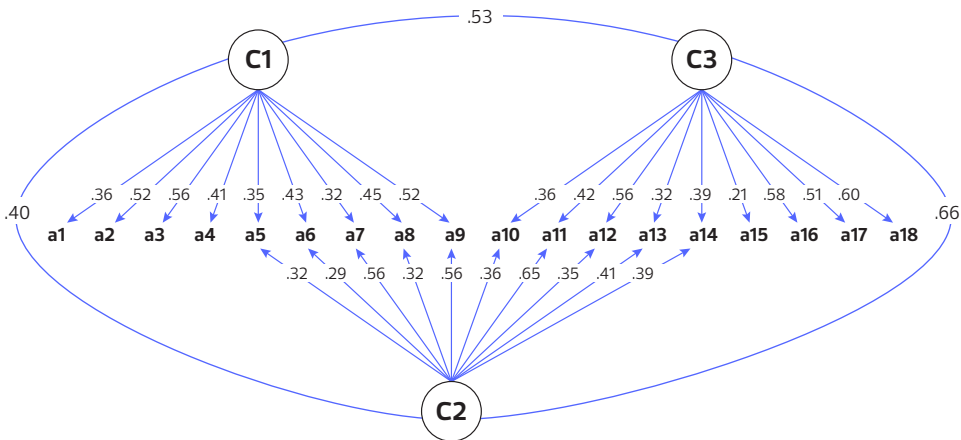 .53
C1 C3
.36 .52 .56 .41 .35 .43 .32 .45 .52 .36 .42 .56 .32 .39 .21 .58 .51 .60
.40 .66
a1 a2 a3 a4 a5 a6 a7 a8 a9 a10 a11 a12 a13 a14 a15 a16 a17 a18
.32 .29 .56 .32 .56 .36 .65 .35 .41 .39
C2